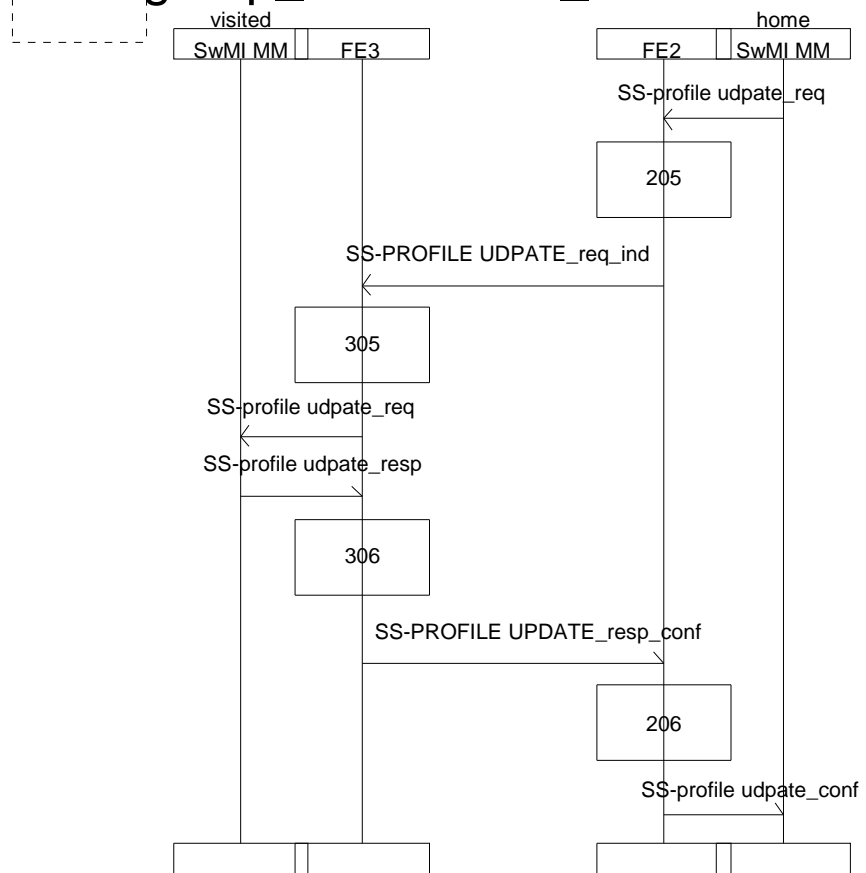 visited home
SwMI MM FE3 FE2 SwMI MM
SS-profile udpate_req
205
SS-PROFILE UDPATE_req_ind
305
SS-profile udpate_req
SS-profile udpate_resp
306
SS-PROFILE UPDATE_resp_conf
206
SS-profile udpate_conf